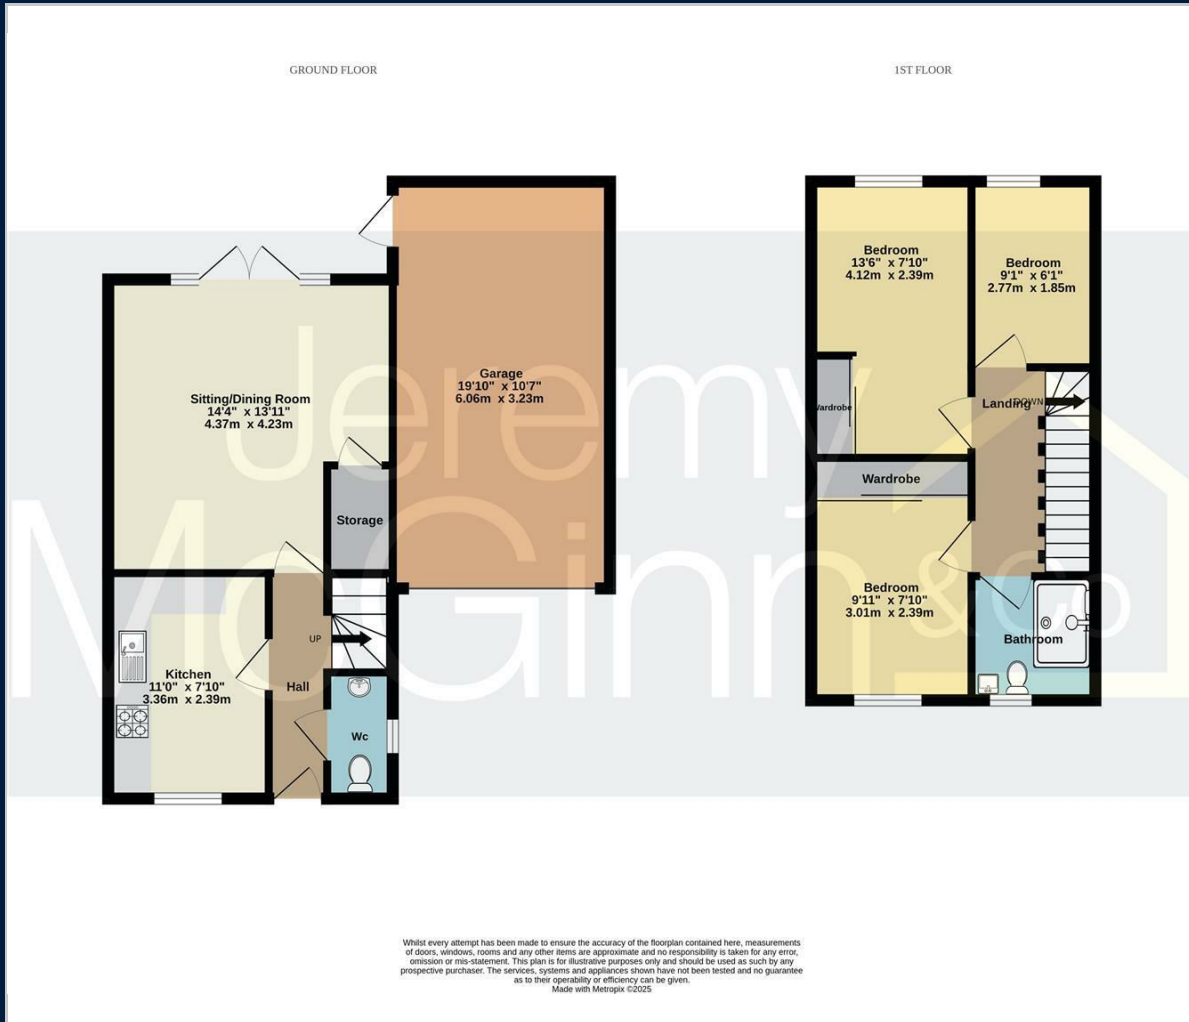 GROUND FLOOR
1ST FLOOR
Sitting/Dining Room
14'4" x 13'11"
4.37m x 4.23m
Garage
19'10" x 10'7"
6.06m x 3.23m
Storage
Kitchen
11'0" x 7'10"
3.36m x 2.39m
UP
Hall
Wc
Bedroom
13'6" x 7'10"
4.12m x 2.39m
Bedroom
9'1" x 6'1"
2.77m x 1.85m
Wardrobe
Landing
DOWN
Wardrobe
Bedroom
9'11" x 7'10"
3.01m x 2.39m
Bathroom
Jeremy
McGinn &Co
Whilst every attempt has been made to ensure the accuracy of the floorplan contained here, measurements
of doors, windows, rooms and any other items are approximate and no responsibility is taken for any error,
omission or mis-statement. This plan is for illustrative purposes only and should be used as such by any
prospective purchaser. The services, systems and appliances shown have not been tested and no guarantee
as to their operability or efficiency can be given.
Made with Metropix ©2025